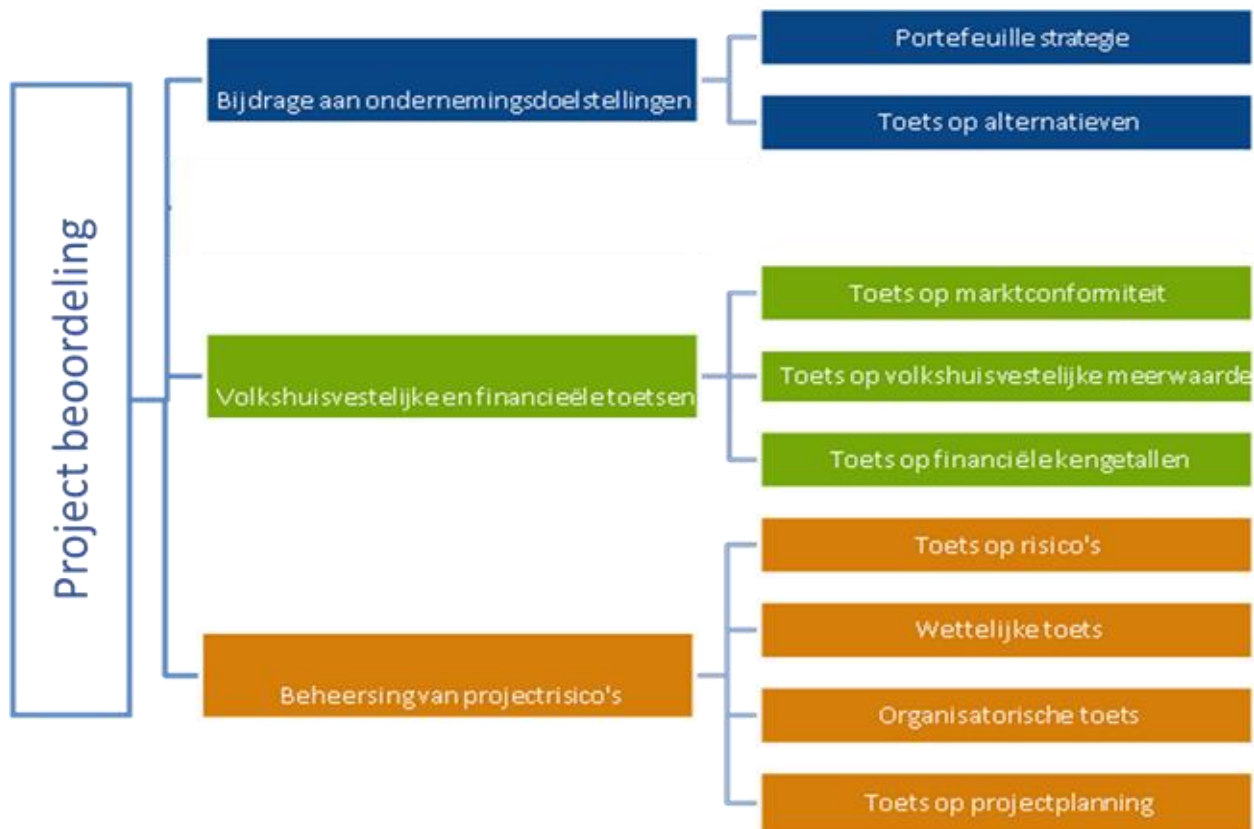 Project beoordeling
Bijdrage aan ondernemingsdoelstellingen
Portefeuille strategie
Toets op alternatieven
Volkshuisvestelijke en financieële toetsen
Toets op marktconformiteit
Toets op volkshuisvestelijke meerwaarde
Toets op financiële kengetallen
Beheersing van projectrisico's
Toets op risico's
Wettelijke toets
Organisatorische toets
Toets op projectplanning